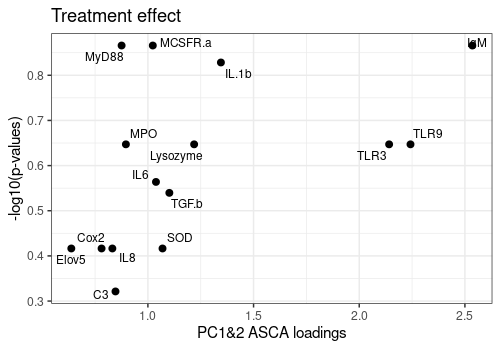 Treatment effect
MCSFR.a
IgM
MyD88
IL.1b
0.8
0.7
MPO
TLR9
Lysozyme
TLR3
0.6
IL6
TGF.b
0.5
Cox2
SOD
Elov5
IL8
0.4
C3
0.3
-log10(p-values)
1.0
1.5
2.0
2.5
PC1&2 ASCA loadings